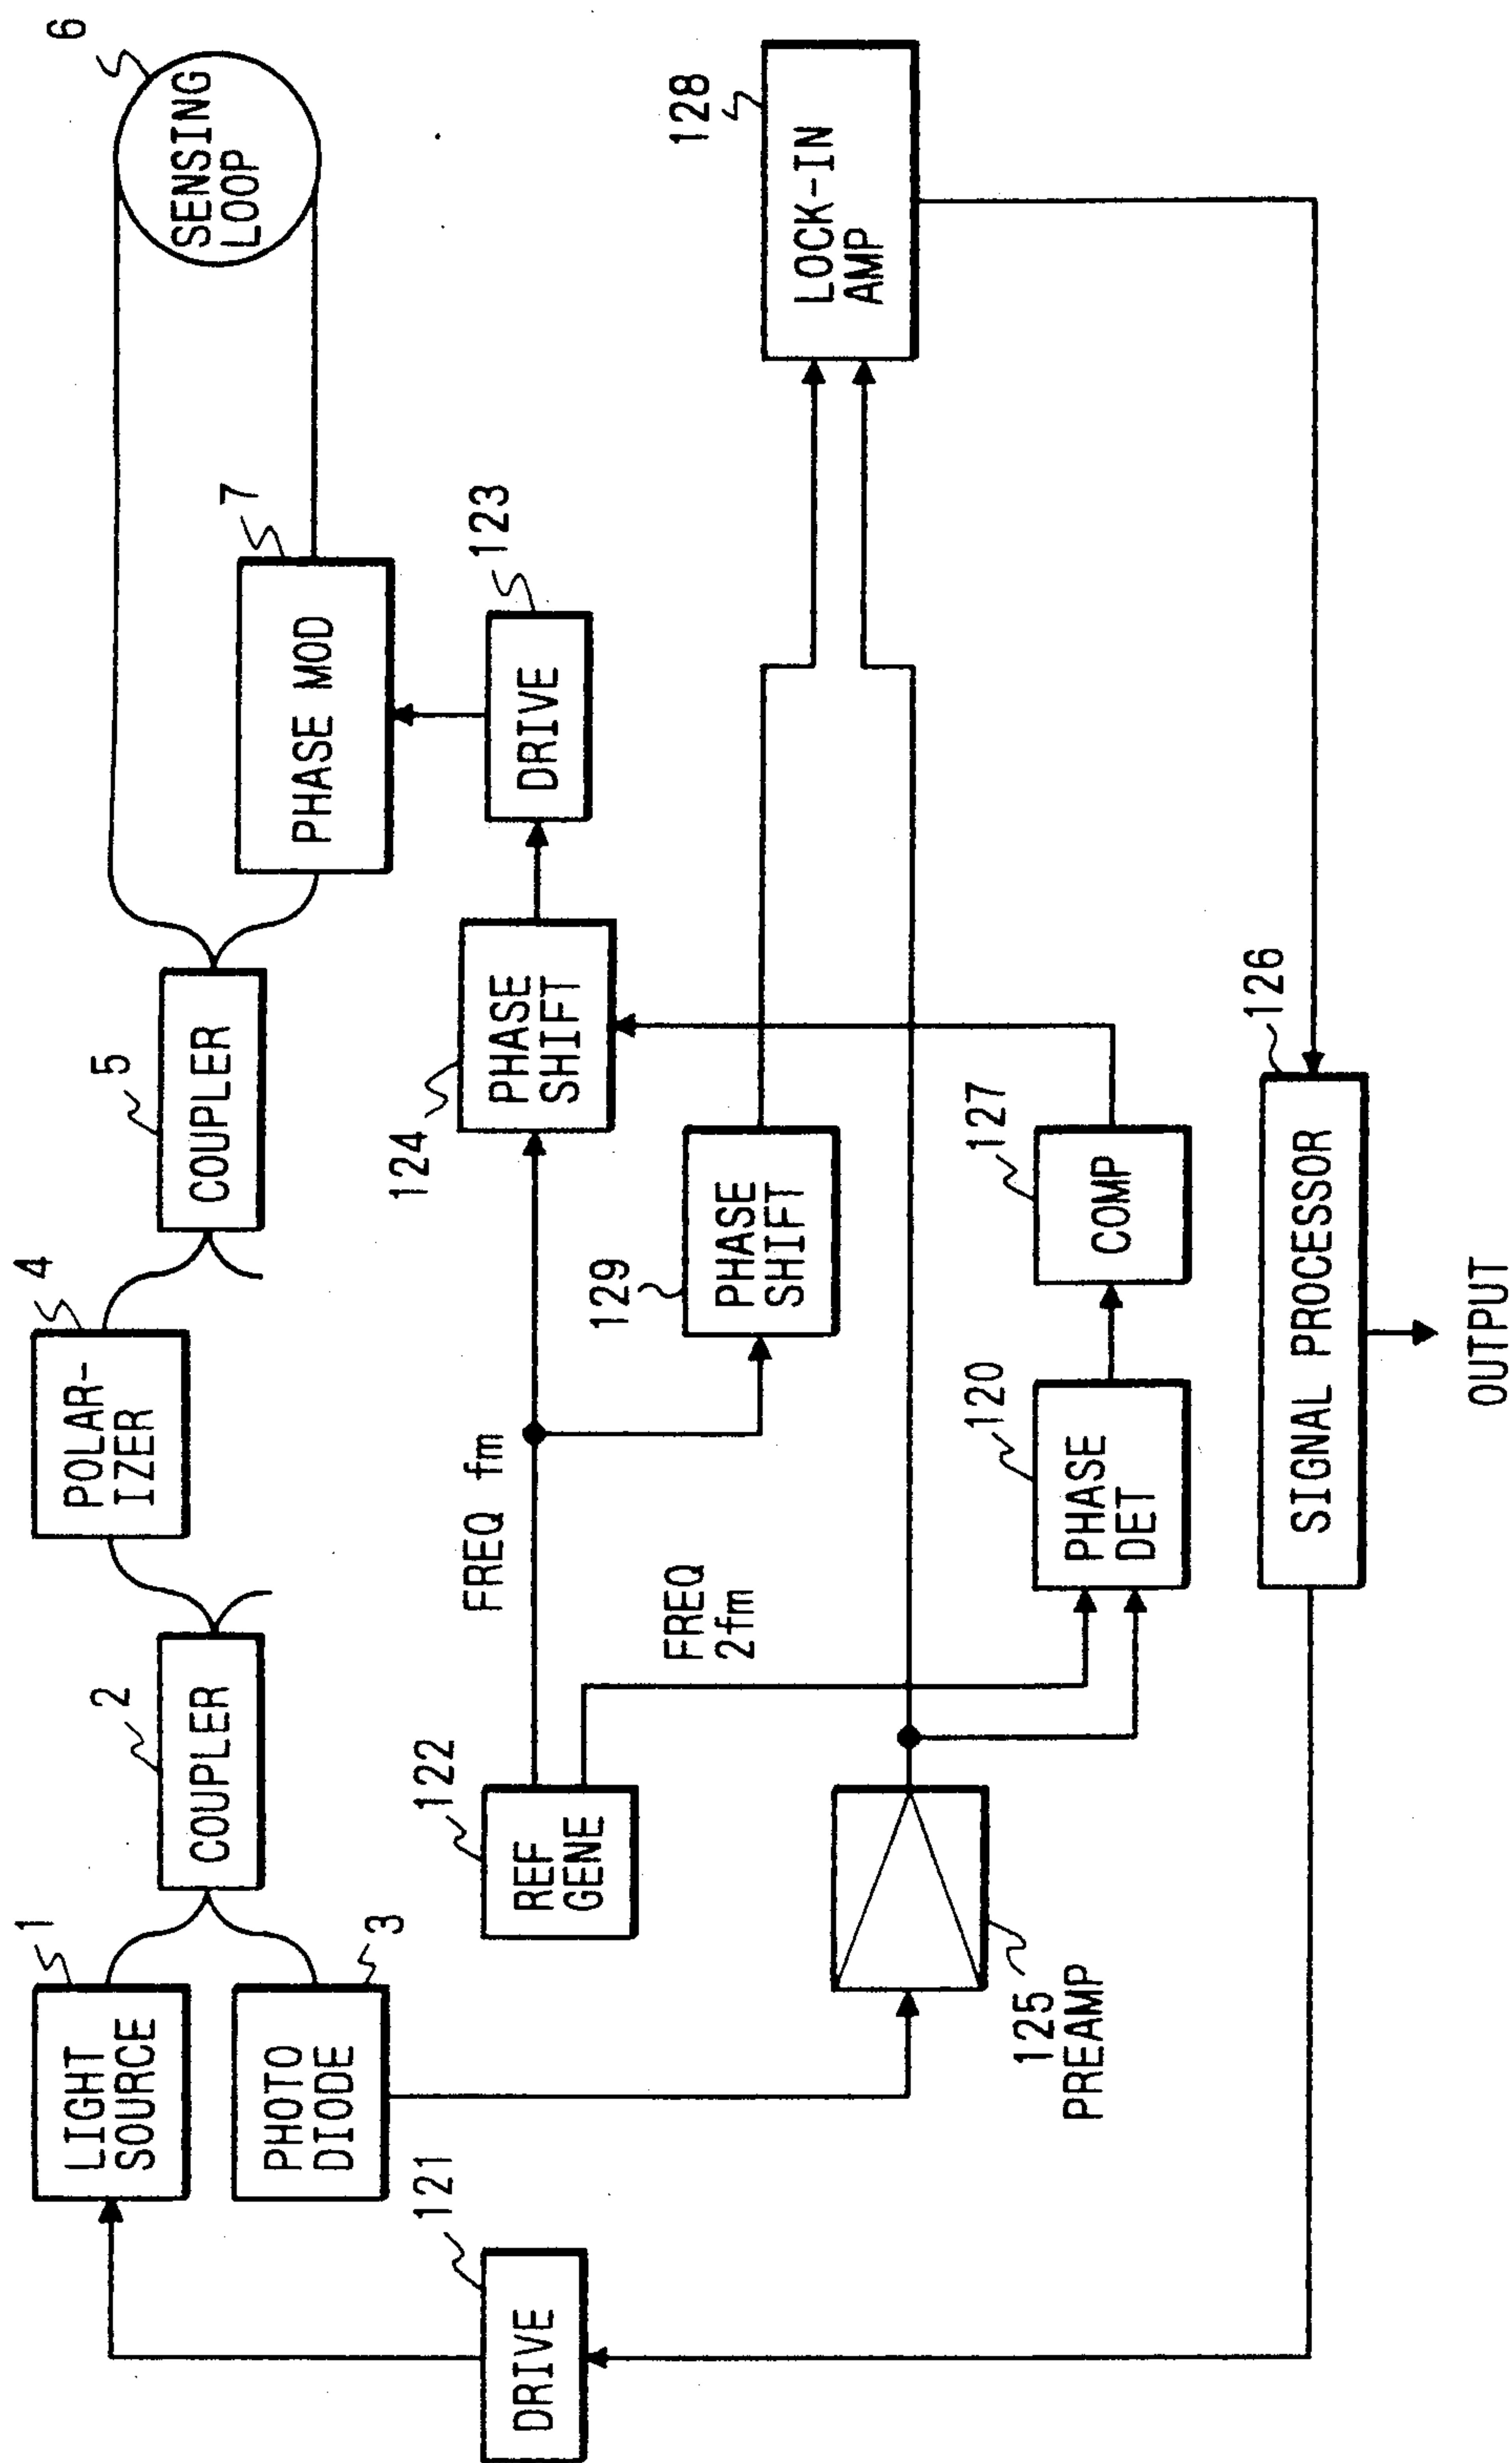 1
LIGHT
SOURCE
2
COUPLER
4
POLAR-
IZER
5
COUPLER
6
SENSING
LOOP
3
PHOTO
DIODE
7
PHASE MOD
121
DRIVE
122
REF
GENE
FREQ fm
124
PHASE
SHIFT
123
DRIVE
FREQ
2fm
129
PHASE
SHIFT
128
LOCK-IN
AMP
125
PREAMP
120
PHASE
DET
127
COMP
126
SIGNAL PROCESSOR
OUTPUT